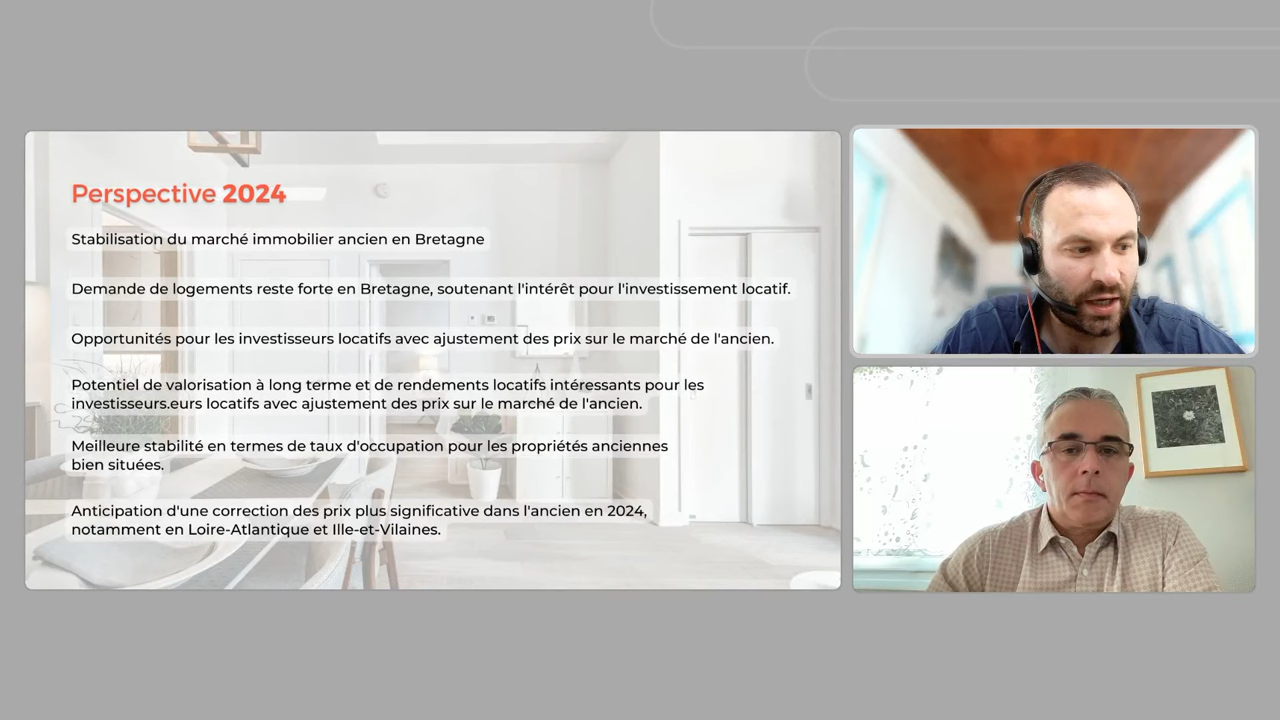 Perspective 2024
Stabilisation du marché immobilier ancien en Bretagne
Demande de logements reste forte en Bretagne, soutenant l'intérêt pour l'investissement locatif.
Opportunités pour les investisseurs locatifs avec ajustement des prix sur le marché de l'ancien.
Potentiel de valorisation à long terme et de rendements locatifs intéressants pour les
investisseurs.eurs locatifs avec ajustement des prix sur le marché de l'ancien.
Meilleure stabilité en termes de taux d'occupation pour les propriétés anciennes
bien situées.
Anticipation d'une correction des prix plus significative dans l'ancien en 2024,
notamment en Loire-Atlantique et Ille-et-Vilaines.